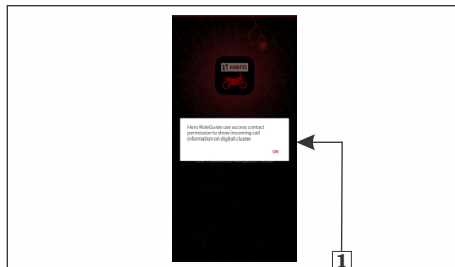 Hero
Hero RideGuide use access contact
permission to show incoming call
information on digital cluster.
OK
1